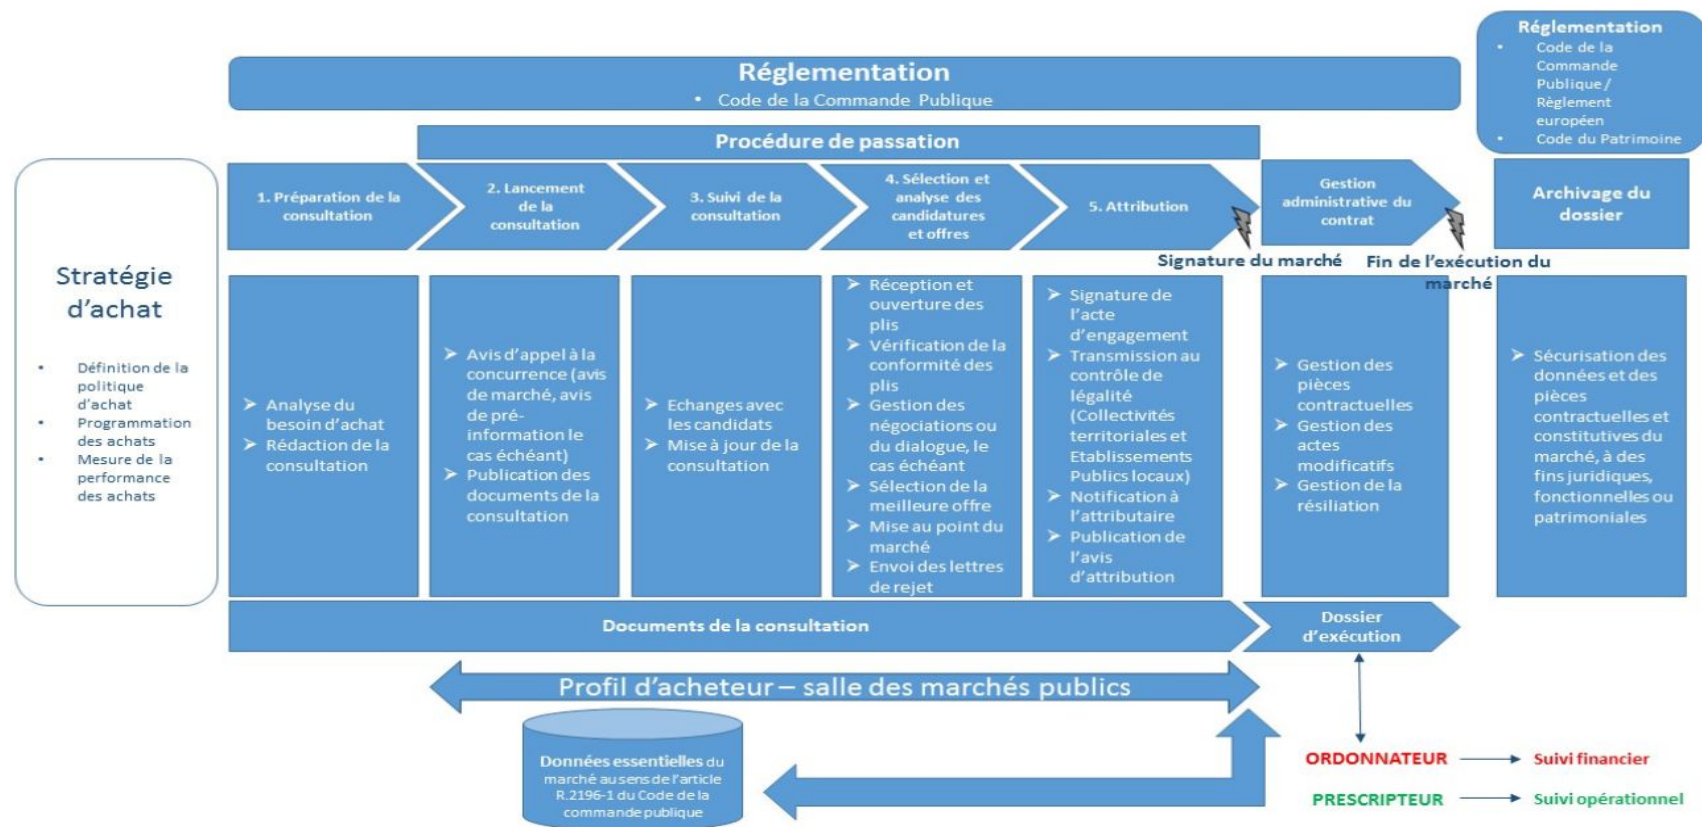 Réglementation
• Code de la Commande Publique
Réglementation
• Code de la
Commande
Publique /
Règlement
européen
• Code du Patrimoine
Procédure de passation
1. Préparation de la
consultation
2. Lancement
de la
consultation
3. Suivi de la
consultation
4. Sélection et
analyse des
candidatures
et offres
5. Attribution
Gestion
administrative du
contrat
Archivage du
dossier
Signature du marché
Fin de l'exécution du
marché
Stratégie
d'achat
• Définition de la
politique
d'achat
• Programmation
des achats
• Mesure de la
performance
des achats
➢ Analyse du
besoin d'achat
➢ Rédaction de la
consultation
➢ Avis d'appel à la
concurrence (avis
de marché, avis
de pré-
information le
cas échéant)
➢ Publication des
documents de la
consultation
➢ Echanges avec
les candidats
➢ Mise à jour de la
consultation
➢ Réception et
ouverture des
plis
➢ Vérification de la
conformité des
plis
➢ Gestion des
négociations ou
du dialogue, le
cas échéant
➢ Sélection de la
meilleure offre
➢ Mise au point du
marché
➢ Envoi des lettres
de rejet
➢ Signature de
l'acte
d'engagement
➢ Transmission au
contrôle de
légalité
(Collectivités
territoriales et
Etablissements
Publics locaux)
➢ Notification à
l'attributaire
➢ Publication de
l'avis
d'attribution
➢ Gestion des
pièces
contractuelles
➢ Gestion des
actes
modificatifs
➢ Gestion de la
résiliation
➢ Sécurisation des
données et des
pièces
contractuelles et
constitutives du
marché, à des
fins juridiques,
fonctionnelles ou
patrimoniales
Documents de la consultation
Dossier
d'exécution
Profil d'acheteur – salle des marchés publics
Données essentielles du
marché au sens de l'article
R.2196-1 du Code de la
commande publique
ORDONNATEUR
Suivi financier
PRESCRIPTEUR
Suivi opérationnel